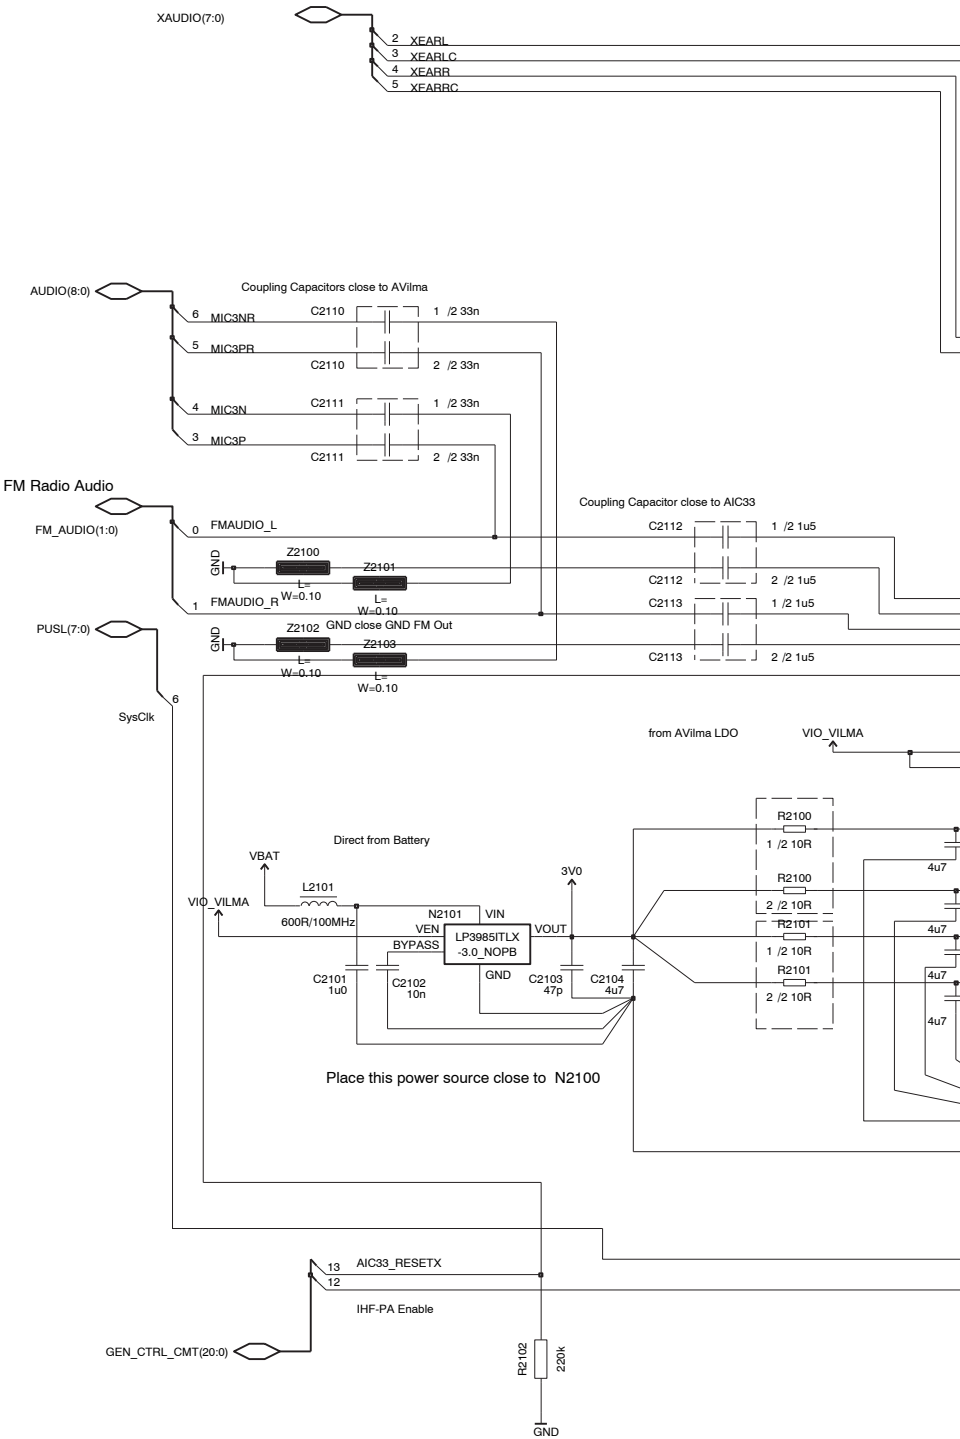 XAUDIO(7:0)
2 XEARL
3 XEARLC
4 XEARR
5 XEARRC
Coupling Capacitors close to AVilma
AUDIO(8:0)
6 MIC3NR C2110 1 /2 33n
5 MIC3PR
C2110 2 /2 33n
4 MIC3N C2111 1 /2 33n
3 MIC3P
C2111 2 /2 33n
FM Radio Audio
FM_AUDIO(1:0)
Coupling Capacitor close to AIC33
0 FMAUDIO_L C2112 1 /2 1u5
GND Z2100
L=
W=0.10
Z2101
L=
W=0.10
C2112 2 /2 1u5
1 FMAUDIO_R C2113 1 /2 1u5
PUSL(7:0)
GND close GND FM Out
GND Z2102
L=
W=0.10
Z2103
L=
W=0.10
C2113 2 /2 1u5
6
SysClk
from AVilma LDO VIO_VILMA
Direct from Battery
VBAT
L2101
600R/100MHz
VIO_VILMA
N2101 VIN
VEN
BYPASS
LP3985ITLX
-3.0_NOPB
VOUT
GND
3V0
C2101
1u0
C2102
10n
C2103
47p
C2104
4u7
R2100
1 /2 10R
4u7
R2100
2 /2 10R
R2101
4u7
1 /2 10R
R2101
4u7
2 /2 10R
4u7
Place this power source close to N2100
13 AIC33_RESETX
12
IHF-PA Enable
GEN_CTRL_CMT(20:0)
R2102
220k
GND